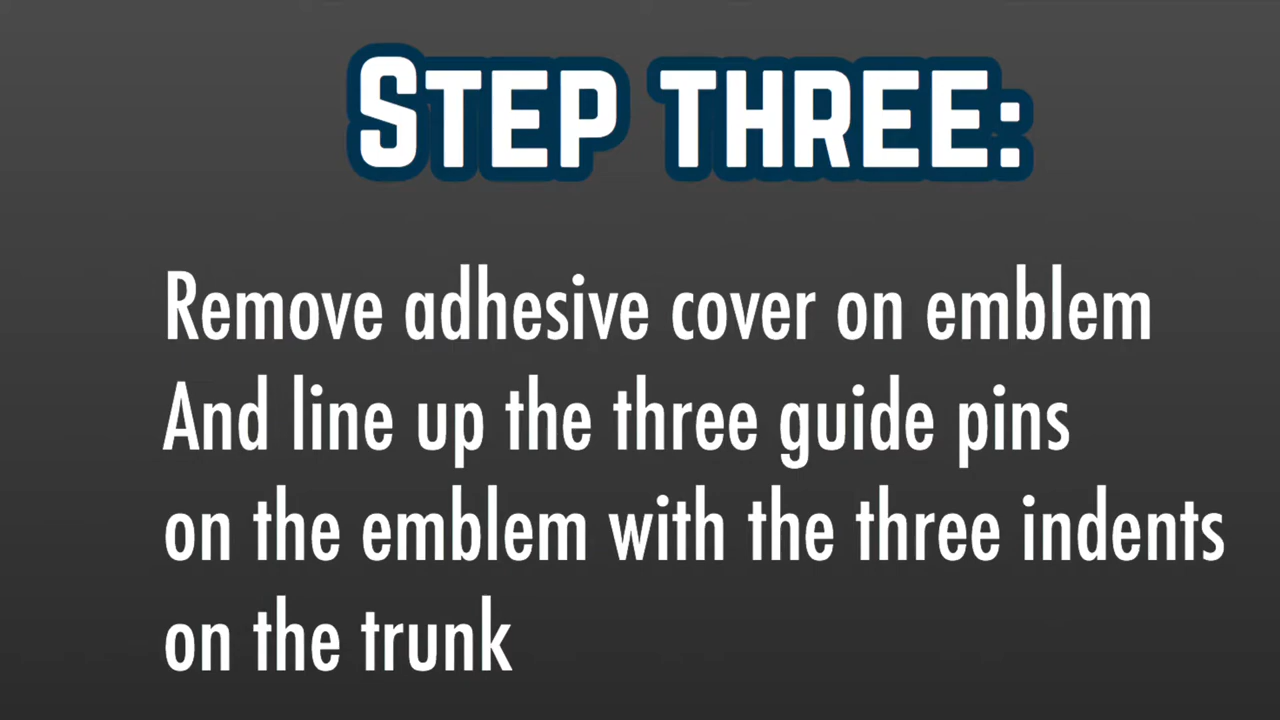 Step three:
Remove adhesive cover on emblem
And line up the three guide pins
on the emblem with the three indents
on the trunk